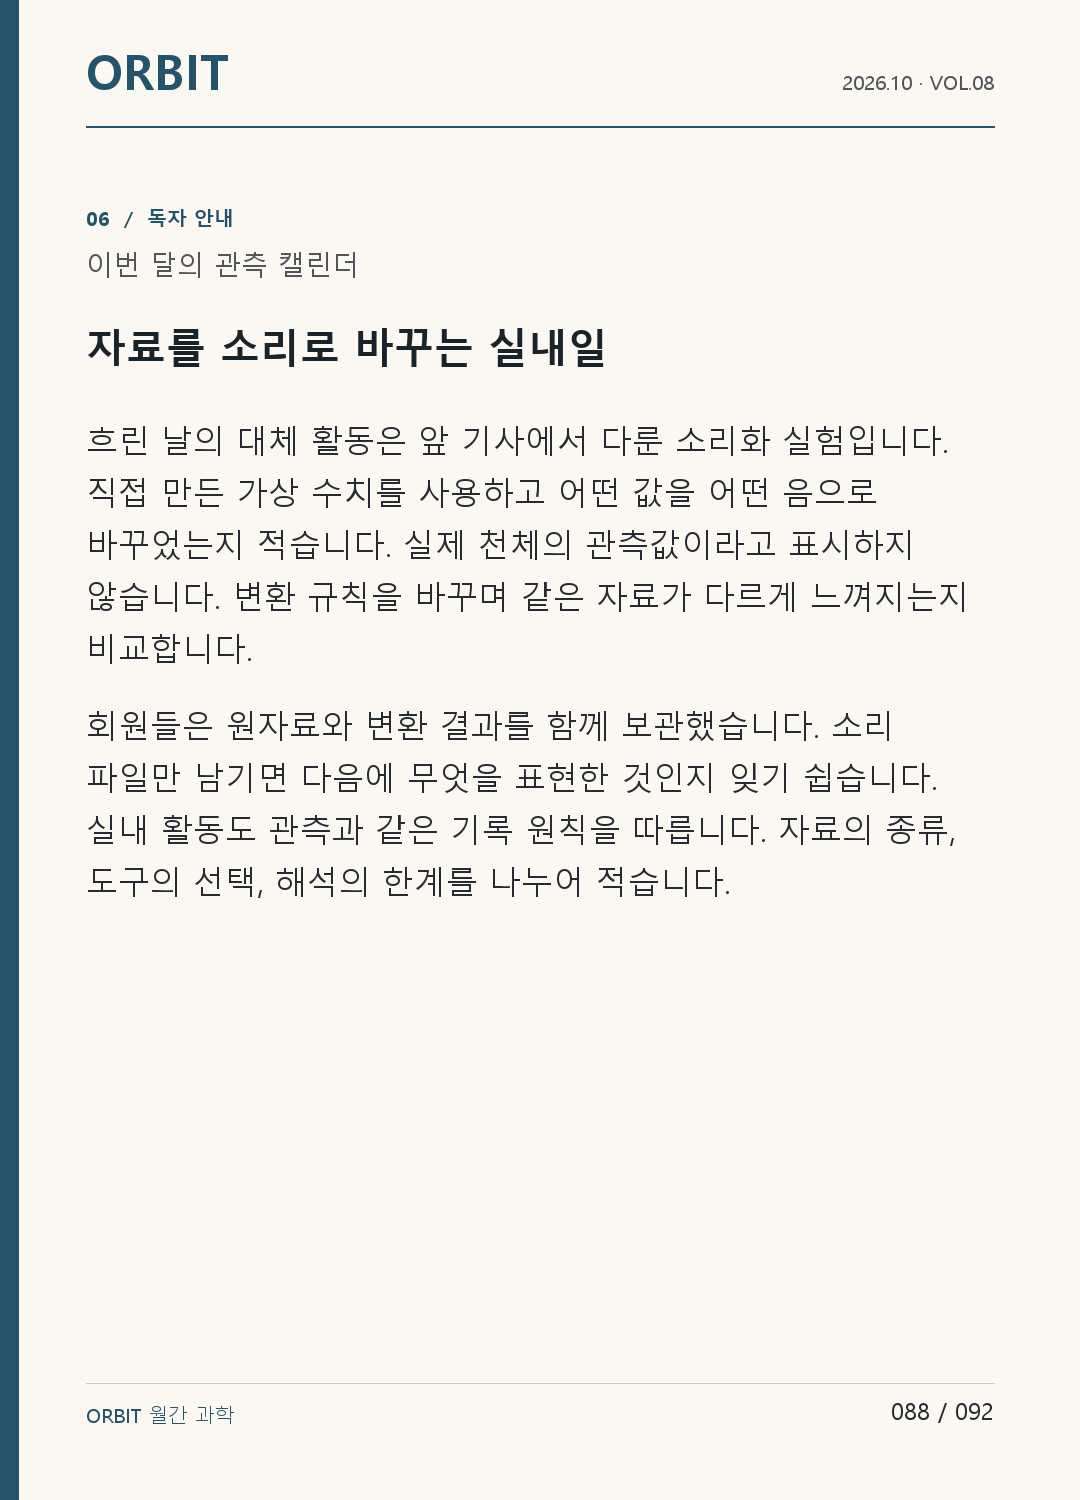 ORBIT
2026.10 · VOL.08
06 / 독자 안내
이번 달의 관측 캘린더
자료를 소리로 바꾸는 실내일
흐린 날의 대체 활동은 앞 기사에서 다룬 소리화 실험입니다.
직접 만든 가상 수치를 사용하고 어떤 값을 어떤 음으로
바꾸었는지 적습니다. 실제 천체의 관측값이라고 표시하지
않습니다. 변환 규칙을 바꾸며 같은 자료가 다르게 느껴지는지
비교합니다.
회원들은 원자료와 변환 결과를 함께 보관했습니다. 소리
파일만 남기면 다음에 무엇을 표현한 것인지 잊기 쉽습니다.
실내 활동도 관측과 같은 기록 원칙을 따릅니다. 자료의 종류,
도구의 선택, 해석의 한계를 나누어 적습니다.
ORBIT 월간 과학
088 / 092